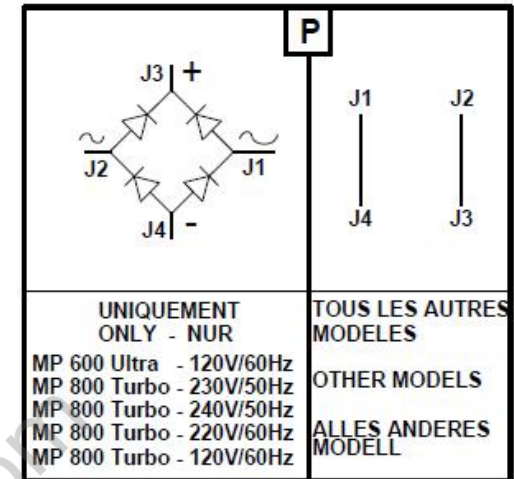 P
J3 +
J2
J1
J4 -
J1 J2
J4 J3
UNIQUEMENT
ONLY - NUR
MP 600 Ultra - 120V/60Hz
MP 800 Turbo - 230V/50Hz
MP 800 Turbo - 240V/50Hz
MP 800 Turbo - 220V/60Hz
MP 800 Turbo - 120V/60Hz
TOUS LES AUTRES
MODELES
OTHER MODELS
ALLES ANDERES
MODELL